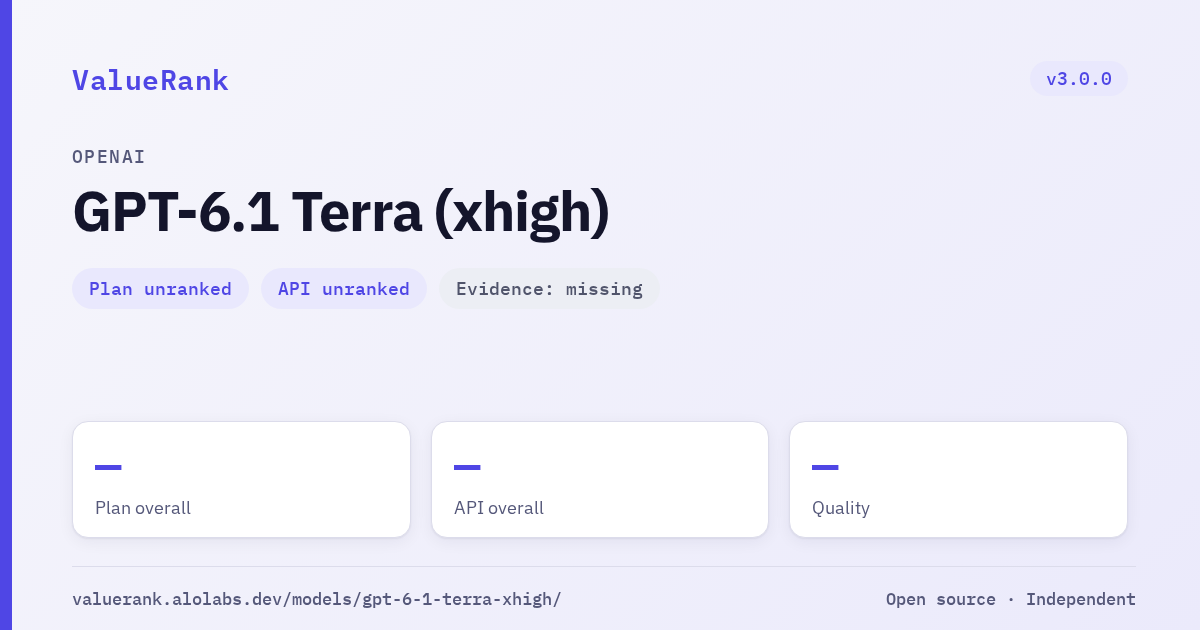 ValueRank
v3.0.0
OPENAI
GPT-6.1 Terra (xhigh)
Plan unranked
API unranked
Evidence: missing
—
Plan overall
—
API overall
—
Quality
valuerank.alolabs.dev/models/gpt-6-1-terra-xhigh/
Open source · Independent